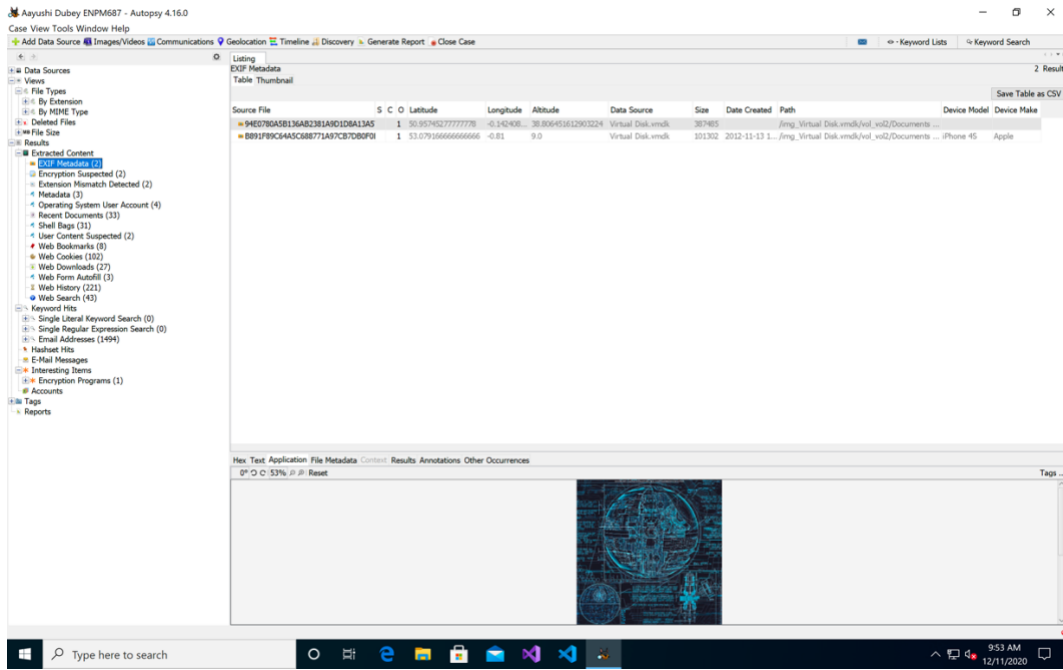 Aayushi Dubey ENPM687 - Autopsy 4.16.0
Case View Tools Window Help
Add Data Source Images/Videos Communications Geolocation Timeline Discovery Generate Report Close Case Keyword Lists Keyword Search
Listing
EXIF Metadata 2 Result
Table Thumbnail
Save Table as CSV
Source File S C O Latitude Longitude Altitude Data Source Size Date Created Path Device Model Device Make
94E0780A5B136AB2381A9D1D8A13A5 1 50.95745277777778 -0.142408... 38.806451612903224 Virtual Disk.vmdk 387485 /img_Virtual Disk.vmdk/vol_vol2/Documents ...
BB91F89C64A5C688771A97CB7DB0F0 1 53.079166666666666 -0.81 9.0 Virtual Disk.vmdk 101302 2012-11-13 1... /img_Virtual Disk.vmdk/vol_vol2/Documents ... iPhone 4S Apple
Data Sources
Views
File Types
By Extension
By MIME Type
Deleted Files
File Size
Results
Extracted Content
EXIF Metadata (2)
Encryption Suspected (2)
Extension Mismatch Detected (2)
Metadata (3)
Operating System User Account (4)
Recent Documents (33)
Shell Bags (31)
User Content Suspected (2)
Web Bookmarks (8)
Web Cookies (102)
Web Downloads (27)
Web Form Autofill (3)
Web History (221)
Web Search (43)
Keyword Hits
Single Literal Keyword Search (0)
Single Regular Expression Search (0)
Email Addresses (1494)
Hashset Hits
E-Mail Messages
Interesting Items
Encryption Programs (1)
Accounts
Tags
Reports
Hex Text Application File Metadata Context Results Annotations Other Occurrences
0° 53% Reset Tags ...
Type here to search
9:53 AM
12/11/2020